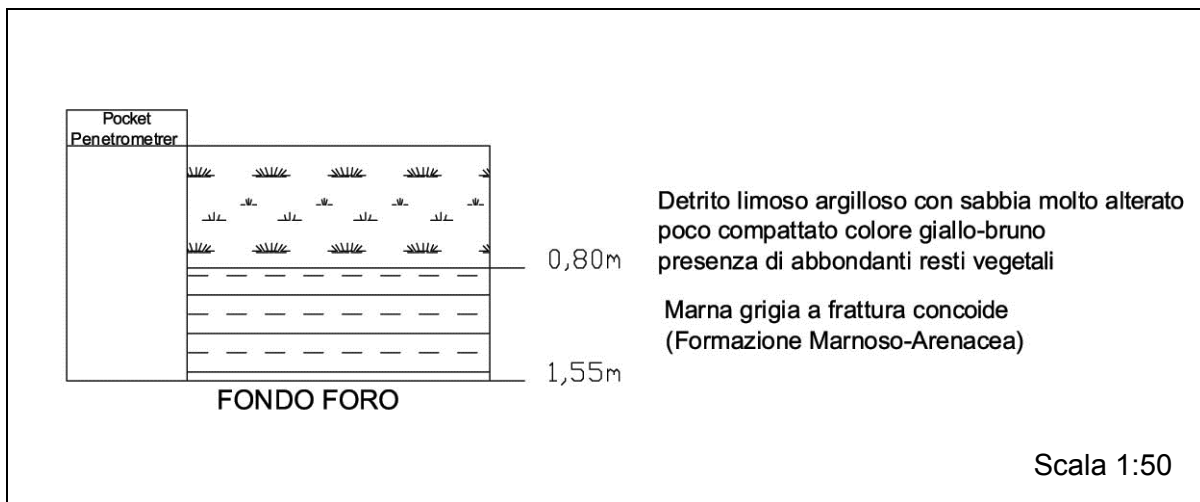 Pocket
Penetrometrer
0,80m
Detrito limoso argilloso con sabbia molto alterato
poco compattato colore giallo-bruno
presenza di abbondanti resti vegetali
Marna grigia a frattura concoide
(Formazione Marnoso-Arenacea)
1,55m
FONDO FORO
Scala 1:50